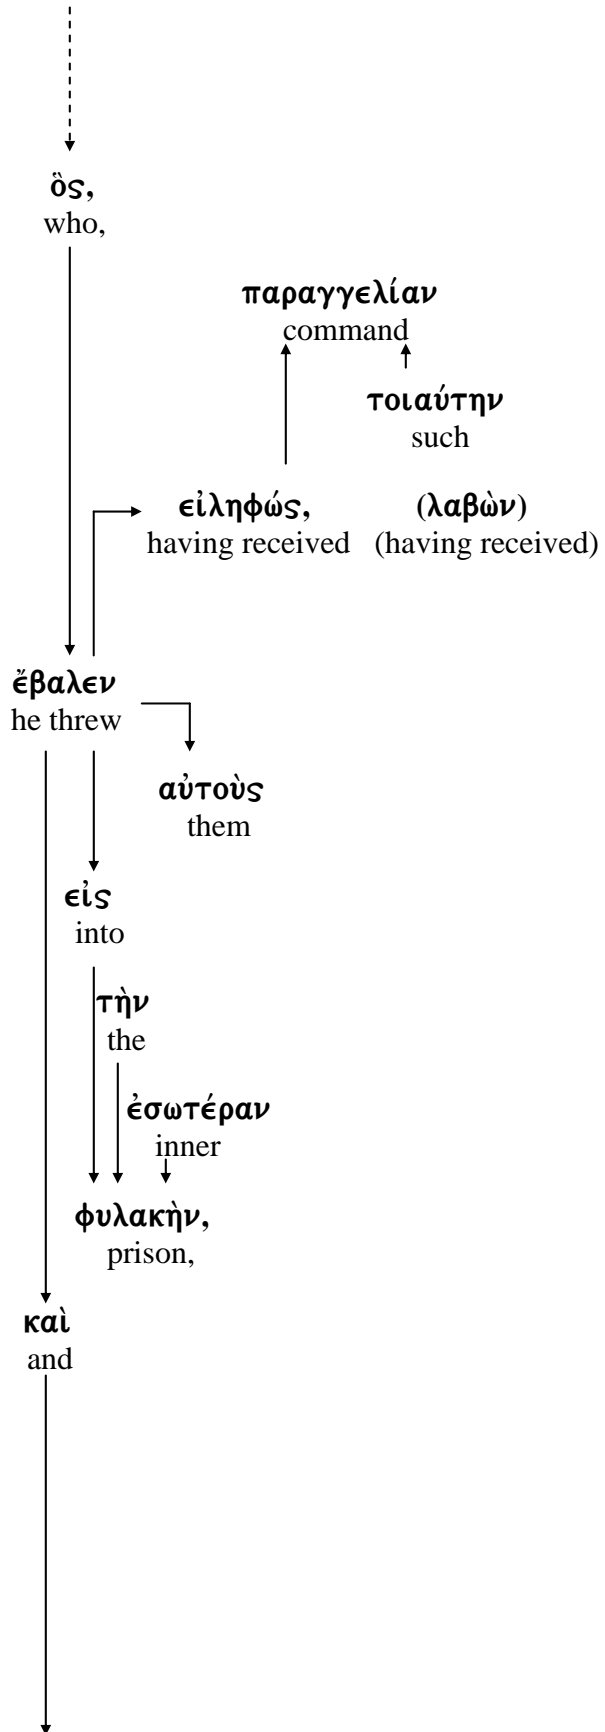 ὃς,
who,
παραγγελίαν
command
τοιαύτην
such
εἰληφώς, (λαβὼν)
having received (having received)
ἔβαλεν
he threw
αὐτοὺς
them
εἰς
into
τὴν
the
ἐσωτέραν
inner
φυλακὴν,
prison,
καὶ
and